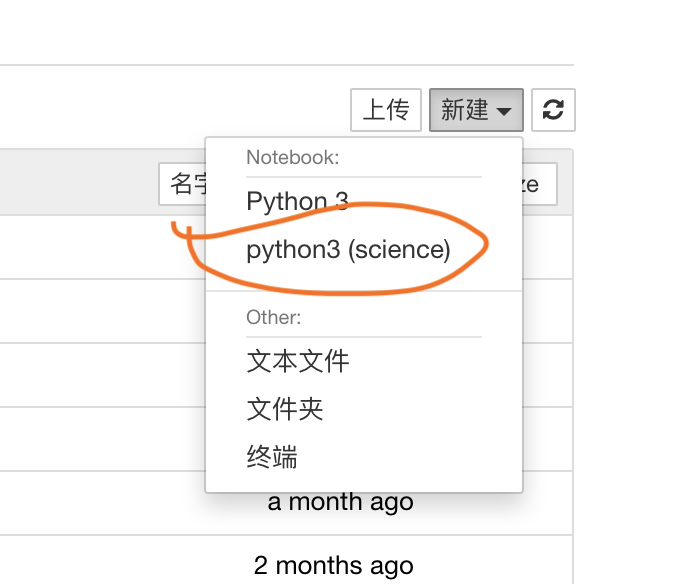 上传 新建
名字 ze
Notebook:
Python 3
python3 (science)
Other:
文本文件
文件夹
终端
a month ago
2 months ago